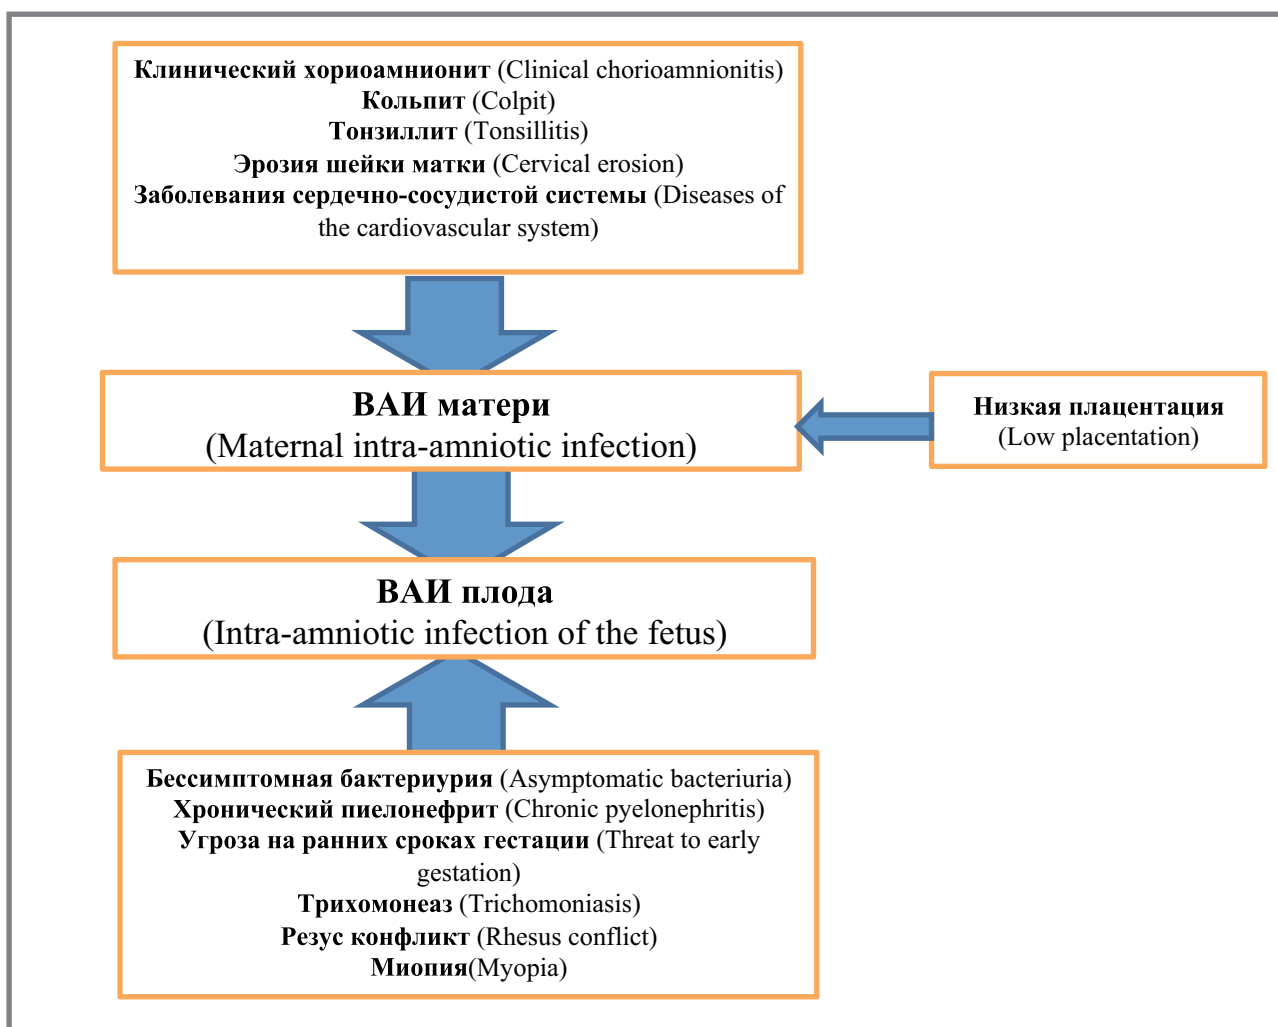 Клинический хориоамнионит (Clinical chorioamnionitis)
Кольпит (Colpit)
Тонзиллит (Tonsillitis)
Эрозия шейки матки (Cervical erosion)
Заболевания сердечно-сосудистой системы (Diseases of
the cardiovascular system)
ВАИ матери
(Maternal intra-amniotic infection)
Низкая плацентация
(Low placentation)
ВАИ плода
(Intra-amniotic infection of the fetus)
Бессимптомная бактериурия (Asymptomatic bacteriuria)
Хронический пиелонефрит (Chronic pyelonephritis)
Угроза на ранних сроках гестации (Threat to early
gestation)
Трихомонеаз (Trichomoniasis)
Резус конфликт (Rhesus conflict)
Миопия(Myopia)